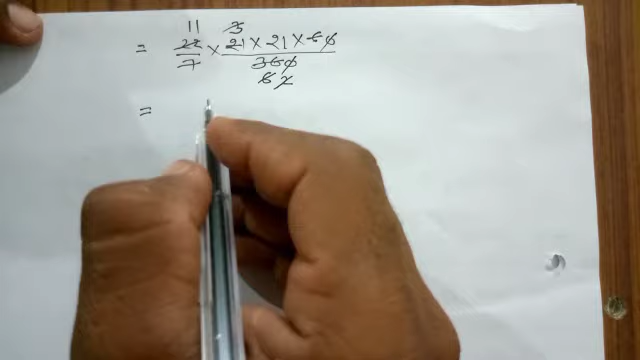 11 3
= 22/7 × 21 × 21 × 60/360
6 2
=